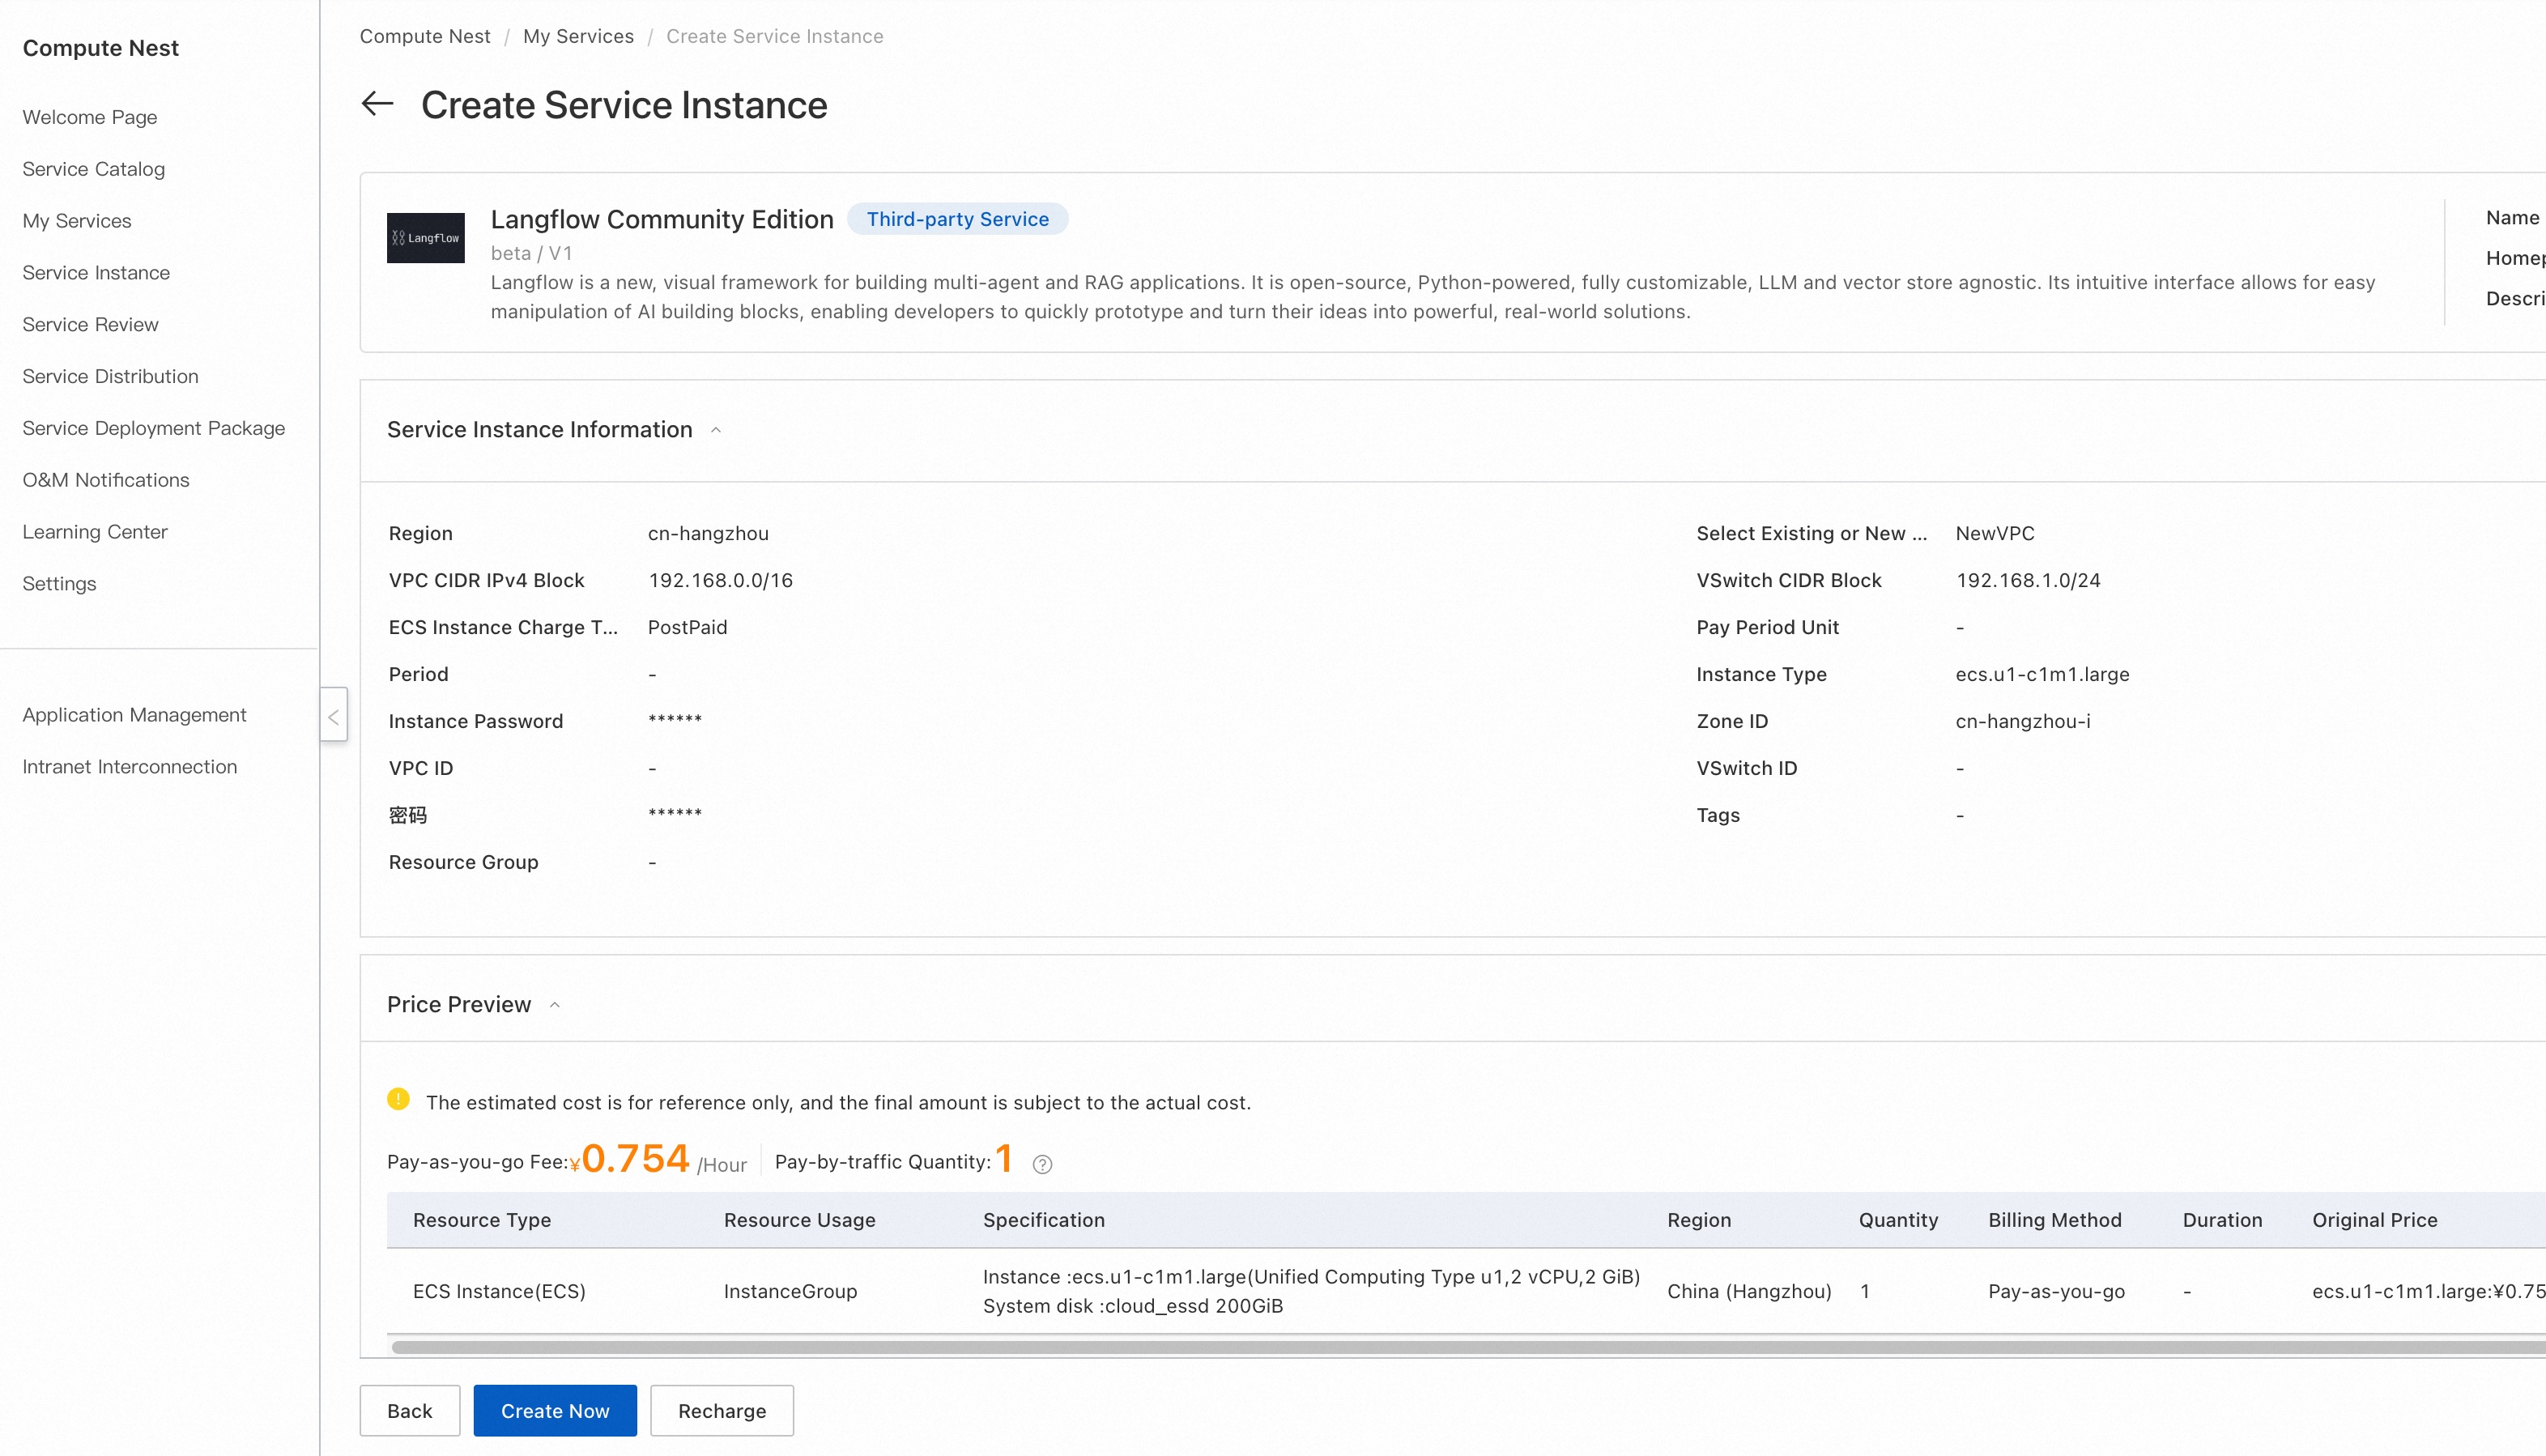 Compute Nest
Welcome Page
Service Catalog
My Services
Service Instance
Service Review
Service Distribution
Service Deployment Package
O&M Notifications
Learning Center
Settings
Application Management
Intranet Interconnection
Compute Nest / My Services / Create Service Instance
Create Service Instance
Langflow
Langflow Community Edition Third-party Service
beta / V1
Langflow is a new, visual framework for building multi-agent and RAG applications. It is open-source, Python-powered, fully customizable, LLM and vector store agnostic. Its intuitive interface allows for easy
manipulation of AI building blocks, enabling developers to quickly prototype and turn their ideas into powerful, real-world solutions.
Name
Homep
Descri
Service Instance Information
Region cn-hangzhou Select Existing or New ... NewVPC
VPC CIDR IPv4 Block 192.168.0.0/16 VSwitch CIDR Block 192.168.1.0/24
ECS Instance Charge T... PostPaid Pay Period Unit -
Period - Instance Type ecs.u1-c1m1.large
Instance Password ****** Zone ID cn-hangzhou-i
VPC ID - VSwitch ID -
密码 ****** Tags -
Resource Group -
Price Preview
The estimated cost is for reference only, and the final amount is subject to the actual cost.
Pay-as-you-go Fee:¥0.754 /Hour Pay-by-traffic Quantity:1
Resource Type Resource Usage Specification Region Quantity Billing Method Duration Original Price
ECS Instance(ECS) InstanceGroup Instance :ecs.u1-c1m1.large(Unified Computing Type u1,2 vCPU,2 GiB) China (Hangzhou) 1 Pay-as-you-go - ecs.u1-c1m1.large:¥0.75
System disk :cloud_essd 200GiB
Back Create Now Recharge